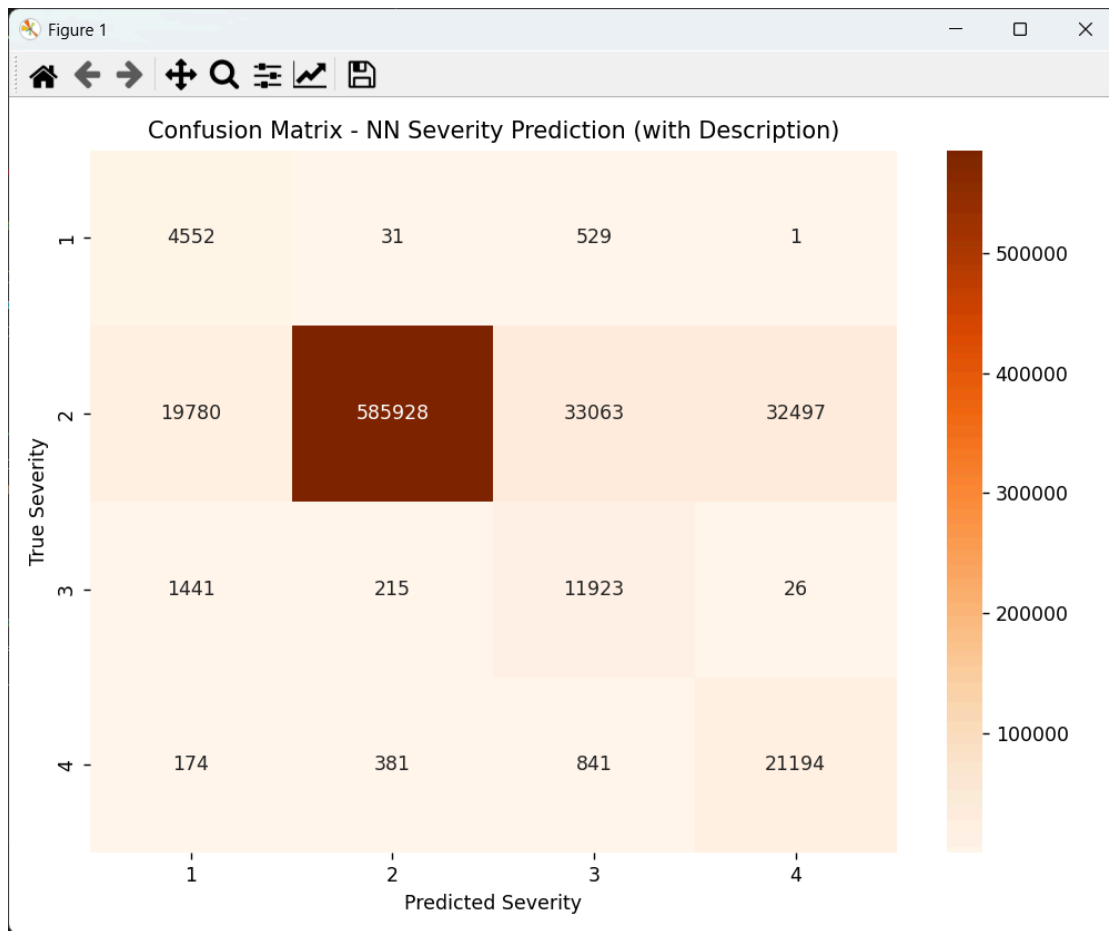 Figure 1
Confusion Matrix - NN Severity Prediction (with Description)
1
4552 31 529 1
2
19780 585928 33063 32497
3
1441 215 11923 26
4
174 381 841 21194
True Severity
1 2 3 4
Predicted Severity
500000
400000
300000
200000
100000